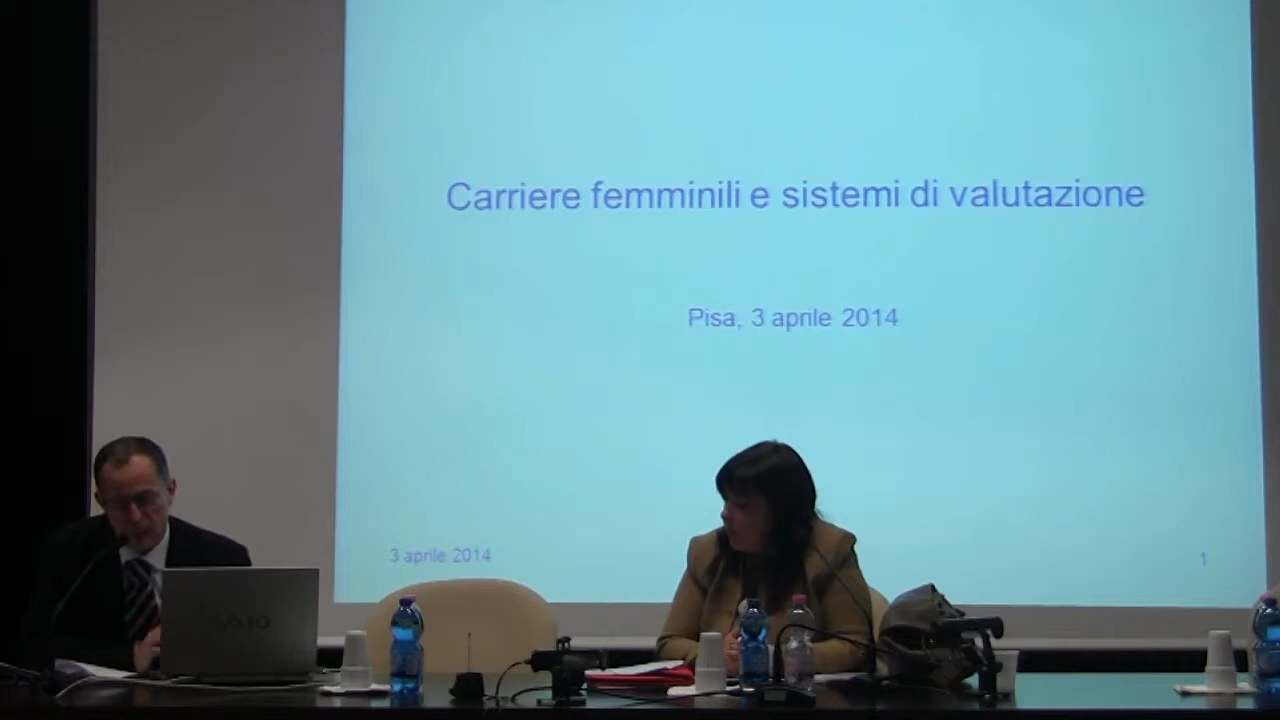 Carriere femminili e sistemi di valutazione
Pisa, 3 aprile 2014
3 aprile 2014
1
VAIO